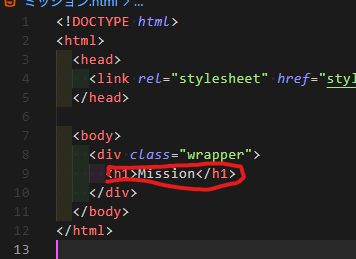 ミッション.html > ...
1 <!DOCTYPE html>
2 <html>
3 <head>
4 <link rel="stylesheet" href="styl
5 </head>
6
7 <body>
8 <div class="wrapper">
9 <h1>Mission</h1>
10 </div>
11 </body>
12 </html>
13